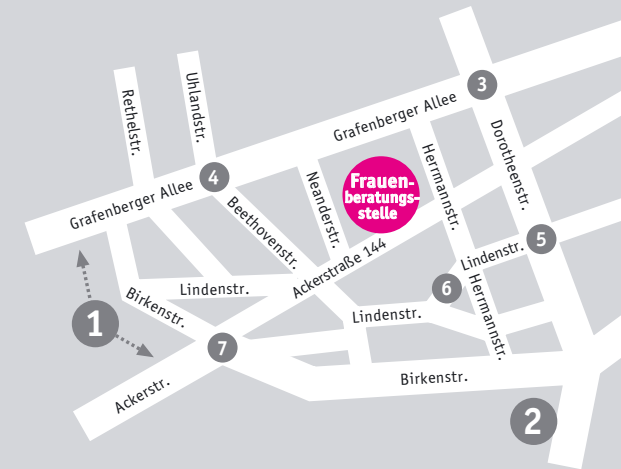 3
Grafenberger Allee
Uhlandstr.
Rethelstr.
Dorotheenstr.
Herrmannstr.
4
Frauen-
beratungs-
stelle
Neanderstr.
Grafenberger Allee
Beethovenstr.
5
Lindenstr.
Ackerstraße 144
6
Lindenstr.
Herrmannstr.
Birkenstr.
Lindenstr.
1
7
Birkenstr.
Ackerstr.
2